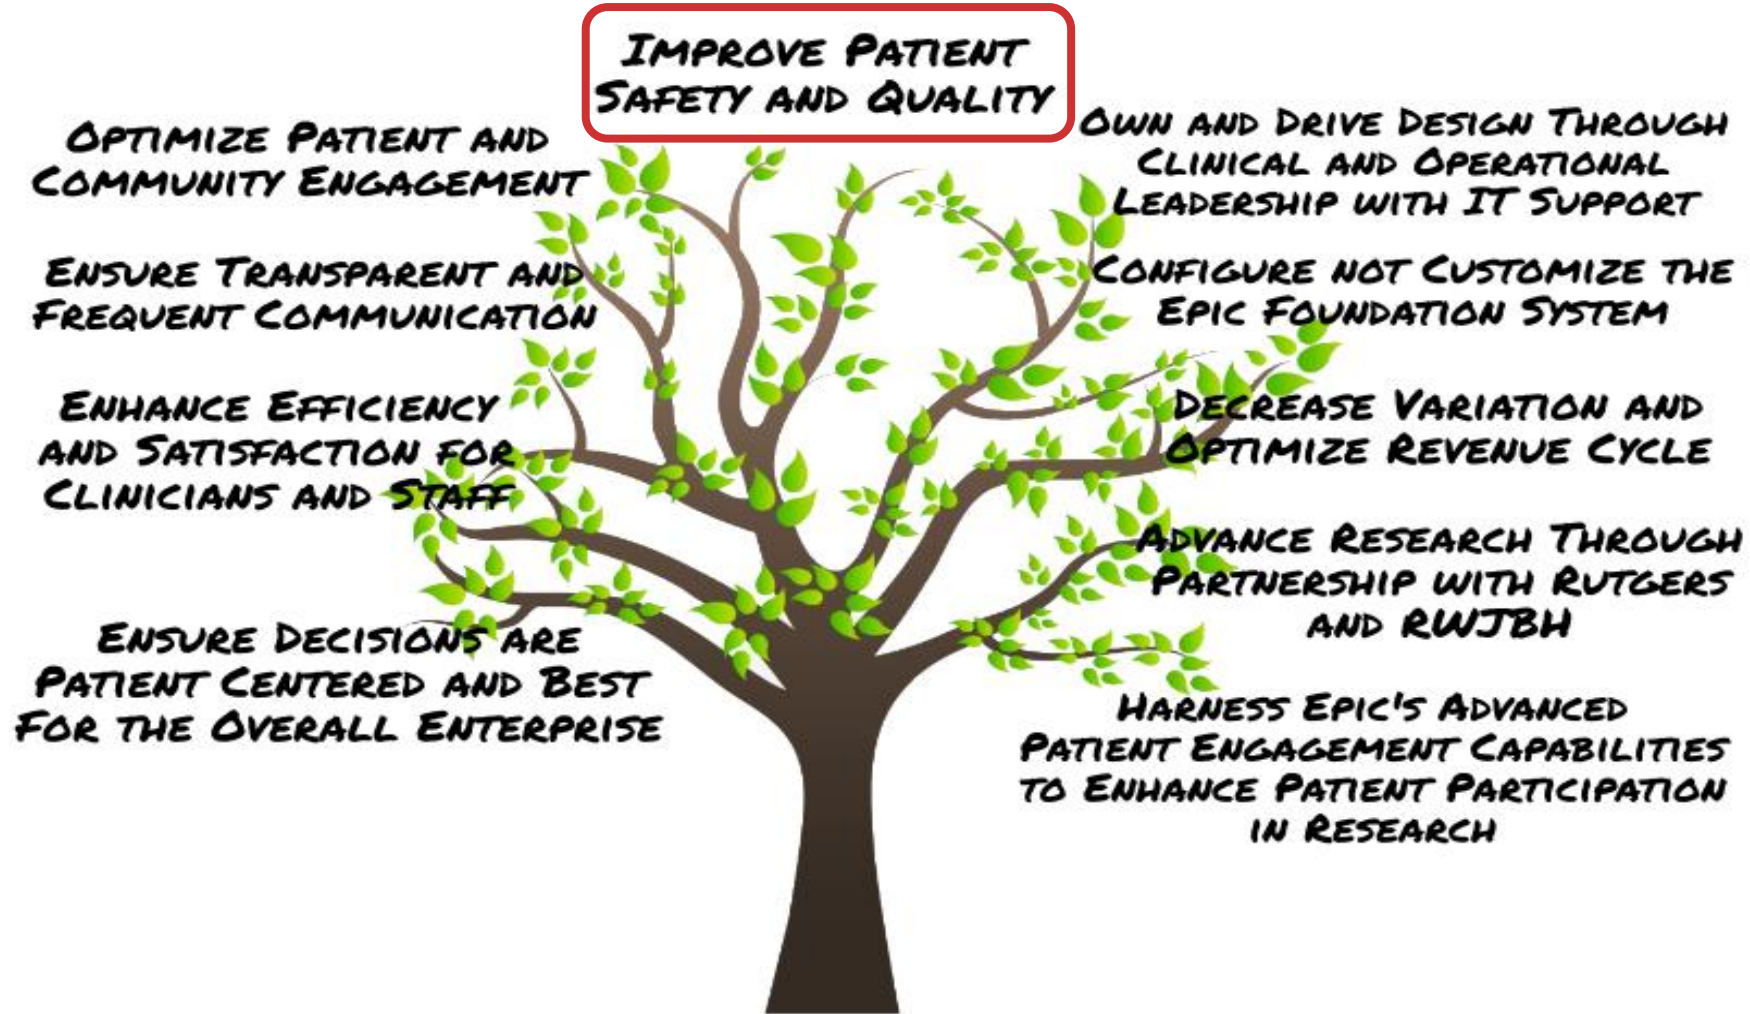 Improve Patient
Safety and Quality
Optimize Patient and
Community Engagement
Ensure Transparent and
Frequent Communication
Enhance Efficiency
and Satisfaction for
Clinicians and Staff
Ensure Decisions are
Patient Centered and Best
For the Overall Enterprise
Own and Drive Design Through
Clinical and Operational
Leadership with IT Support
Configure not Customize the
Epic Foundation System
Decrease Variation and
Optimize Revenue Cycle
Advance Research Through
Partnership with Rutgers
and RWJBH
Harness Epic's Advanced
Patient Engagement Capabilities
to Enhance Patient Participation
in Research